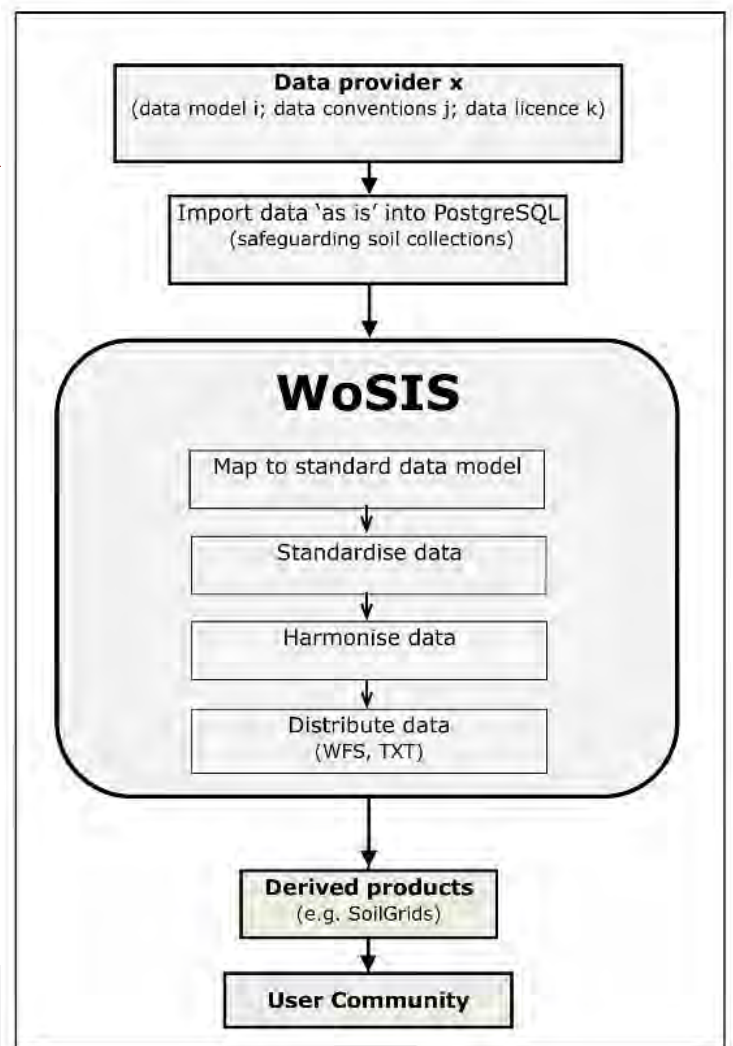 Data provider x
(data model i; data conventions j; data licence k)
Import data ‘as is’ into PostgreSQL
(safeguarding soil collections)
WoSIS
Map to standard data model
Standardise data
Harmonise data
Distribute data
(WFS, TXT)
Derived products
(e.g. SoilGrids)
User Community